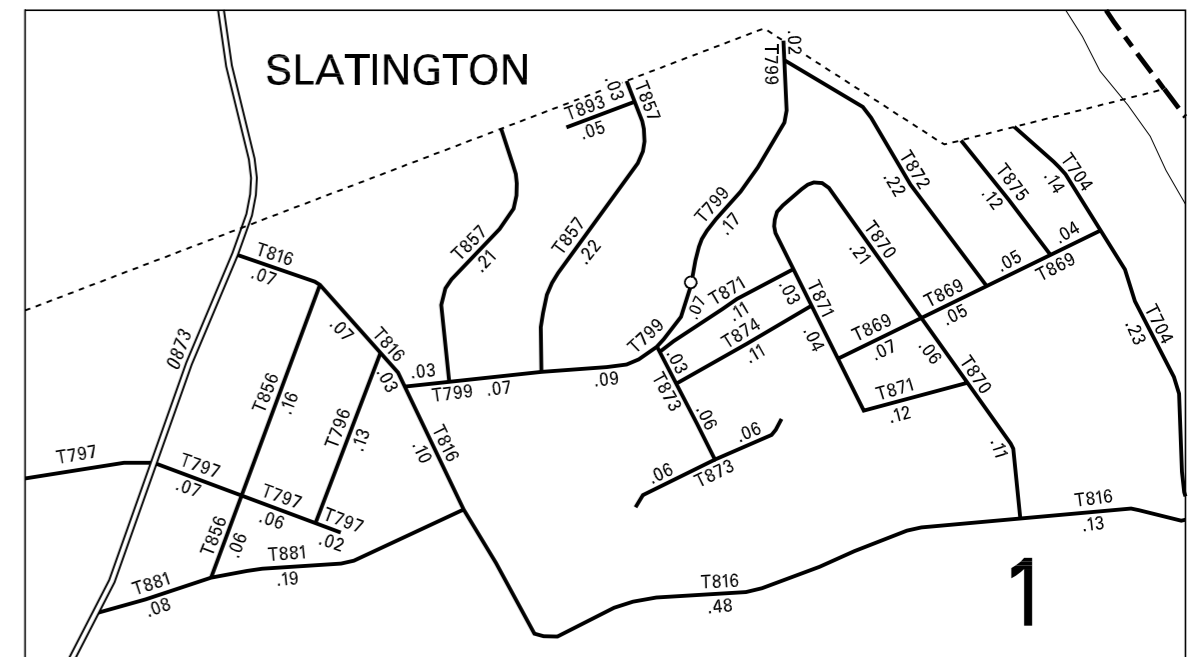 SLATINGTON
.02
T799
.03
T857
T893
.05
T872
.22
T875
.12
T704
.14
T799
.17
T857
.21
T857
.22
T870
.21
.04
T869
.05
T816
.07
T871
.11
.03
T871
.01
T869
.05
T704
.23
0873
.07
T816
.03
T799
T874
.11
.04
T869
.07
.06
T870
.03
T799
.07
.09
.03
T873
T871
.12
T856
.16
T796
.13
T816
.10
.06
.06
.11
T797
T797
.07
T797
.06
T797
.02
.06
T873
T816
.13
T856
.06
T881
.19
T881
.08
T816
.48
1